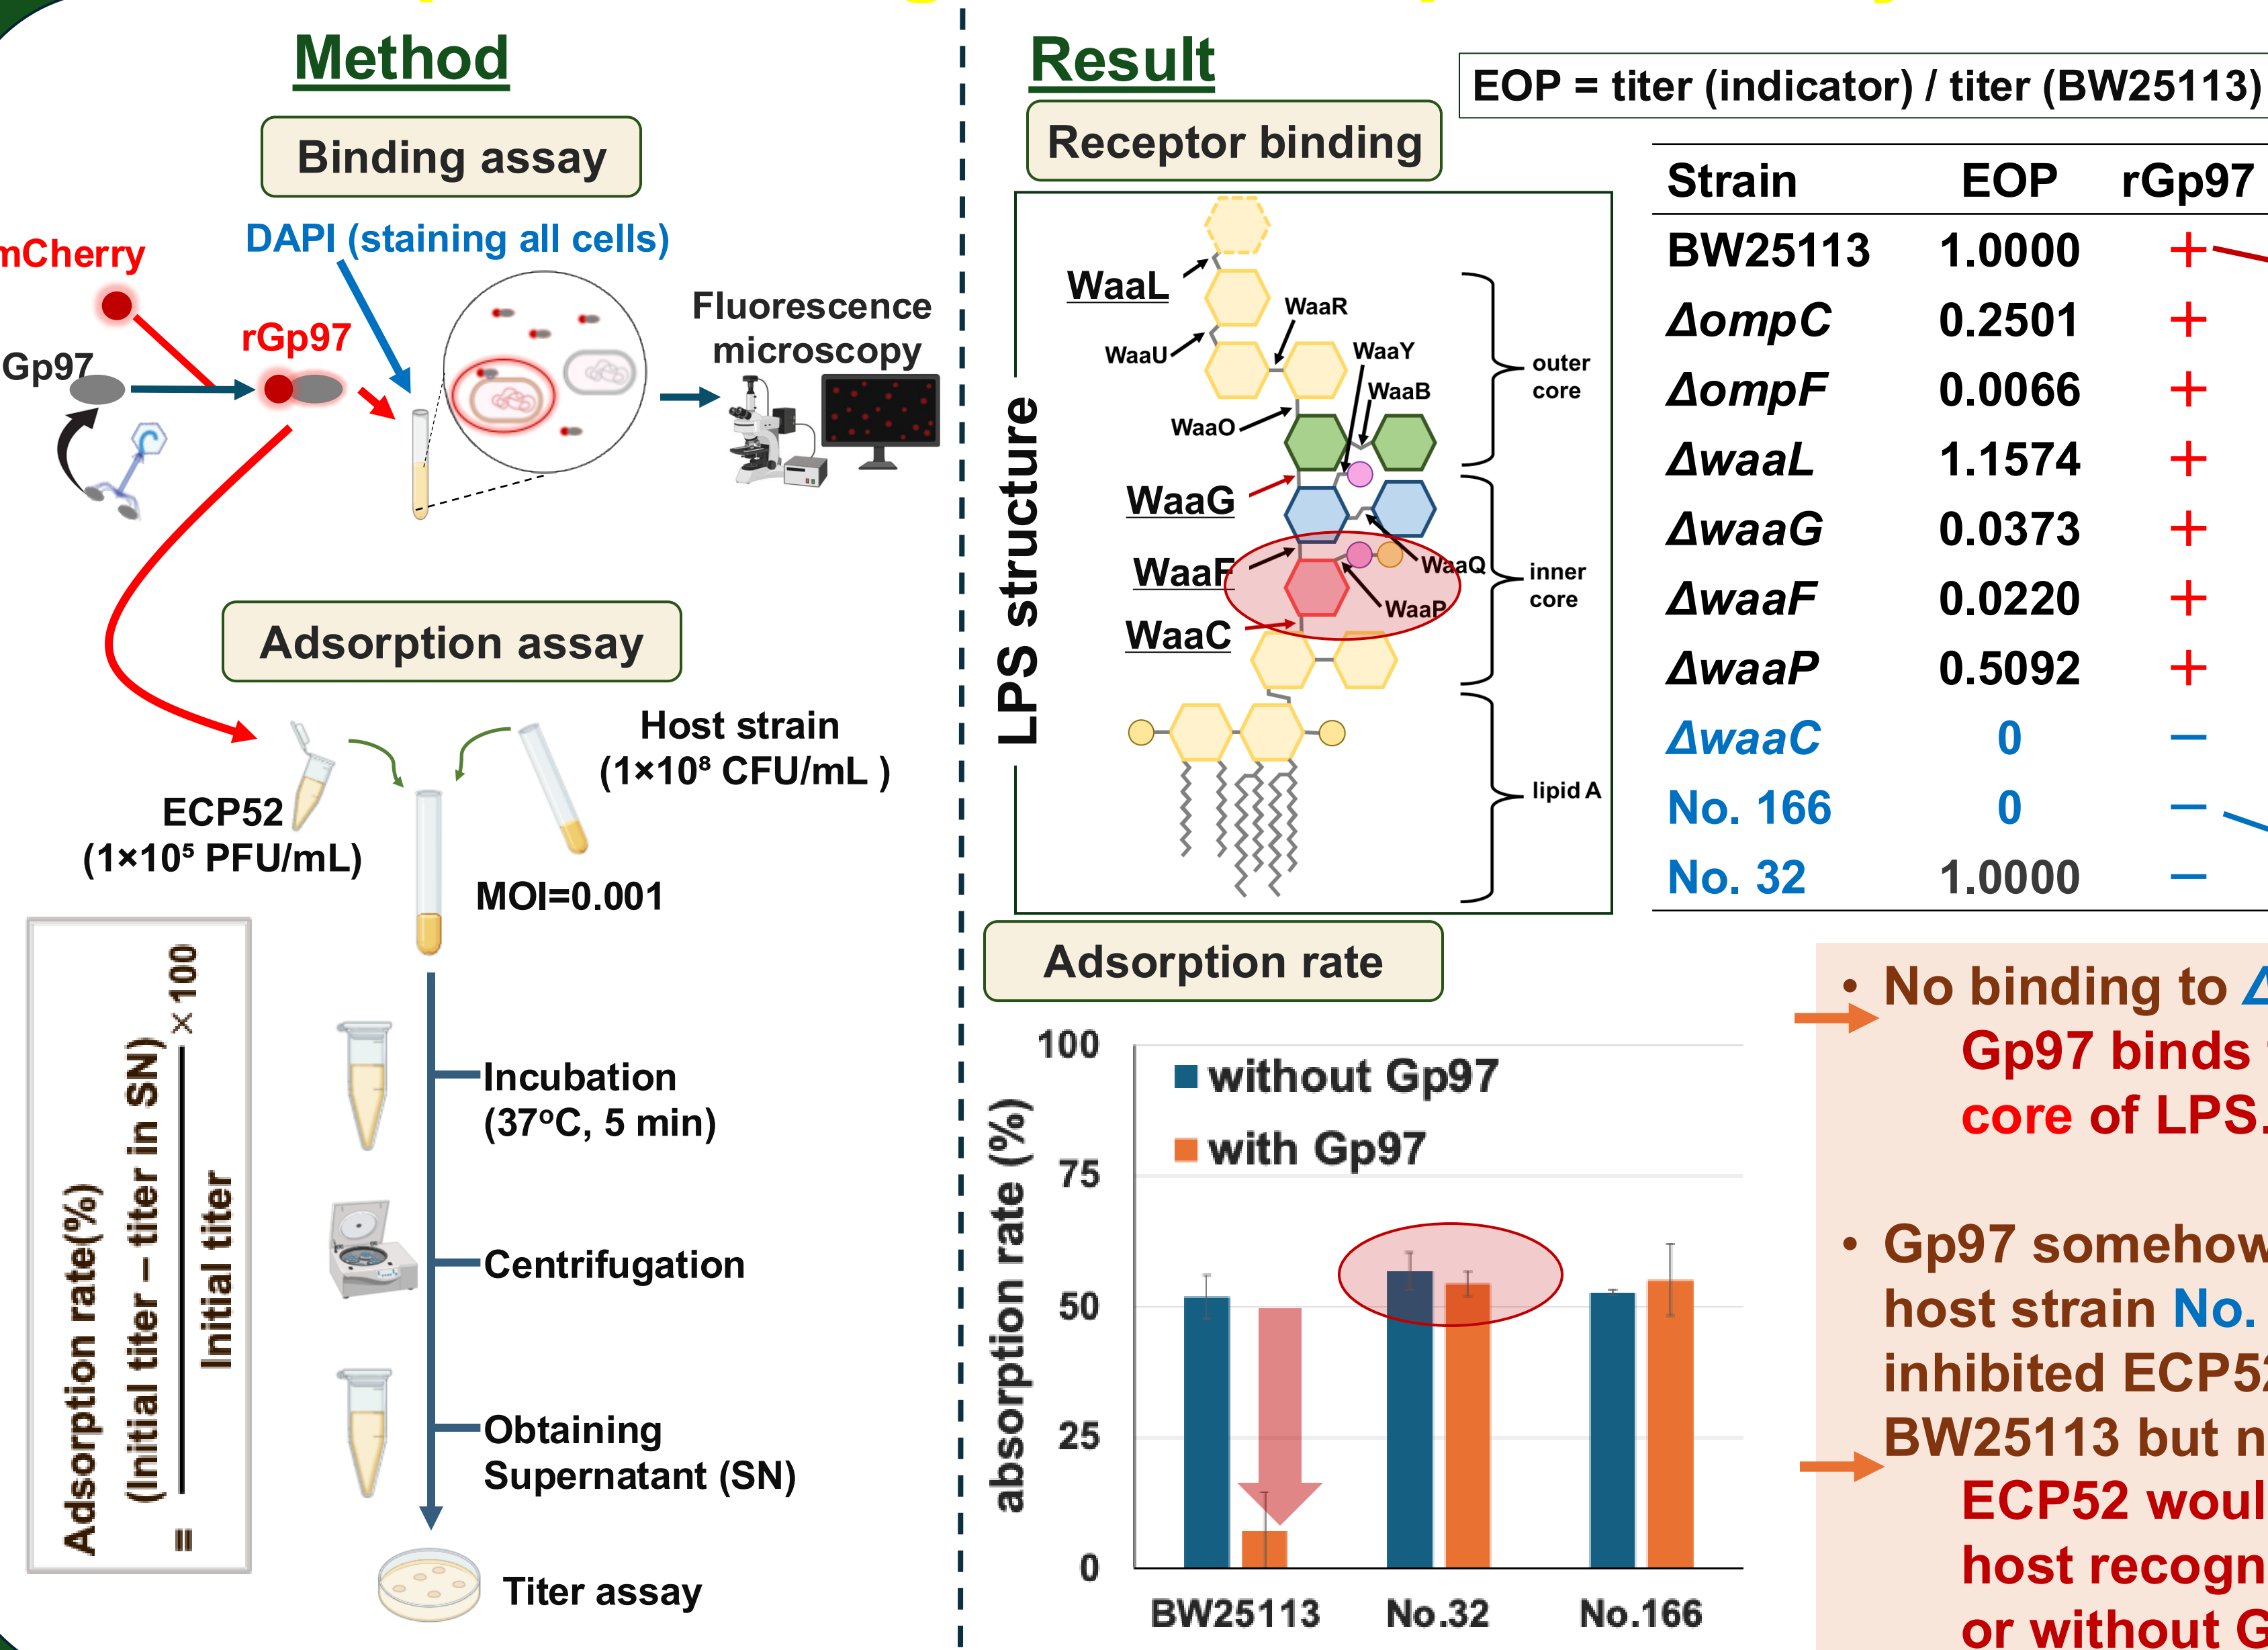 Method
Binding assay
DAPI (staining all cells)
mCherry
rGp97
Gp97
Fluorescence
microscopy
Adsorption assay
Host strain
(1×10⁸ CFU/mL )
ECP52
(1×10⁵ PFU/mL)
MOI=0.001
Adsorption rate(%)
= (Initial titer – titer in SN) × 100
Initial titer
Incubation
(37°C, 5 min)
Centrifugation
Obtaining
Supernatant (SN)
Titer assay
Result
EOP = titer (indicator) / titer (BW25113)
Receptor binding
LPS structure
WaaL
WaaR
WaaU
WaaY
WaaB
WaaO
WaaG
WaaF
WaaQ
WaaP
WaaC
outer
core
inner
core
lipid A
Strain EOP rGp97
BW25113 1.0000 +
ΔompC 0.2501 +
ΔompF 0.0066 +
ΔwaaL 1.1574 +
ΔwaaG 0.0373 +
ΔwaaF 0.0220 +
ΔwaaP 0.5092 +
ΔwaaC 0 −
No. 166 0 −
No. 32 1.0000 −
Adsorption rate
absorption rate (%)
100
75
50
25
0
without Gp97
with Gp97
BW25113 No.32 No.166
• No binding to Δ
Gp97 binds
core of LPS.
• Gp97 somehow
host strain No.
inhibited ECP52
BW25113 but
ECP52
host
or without